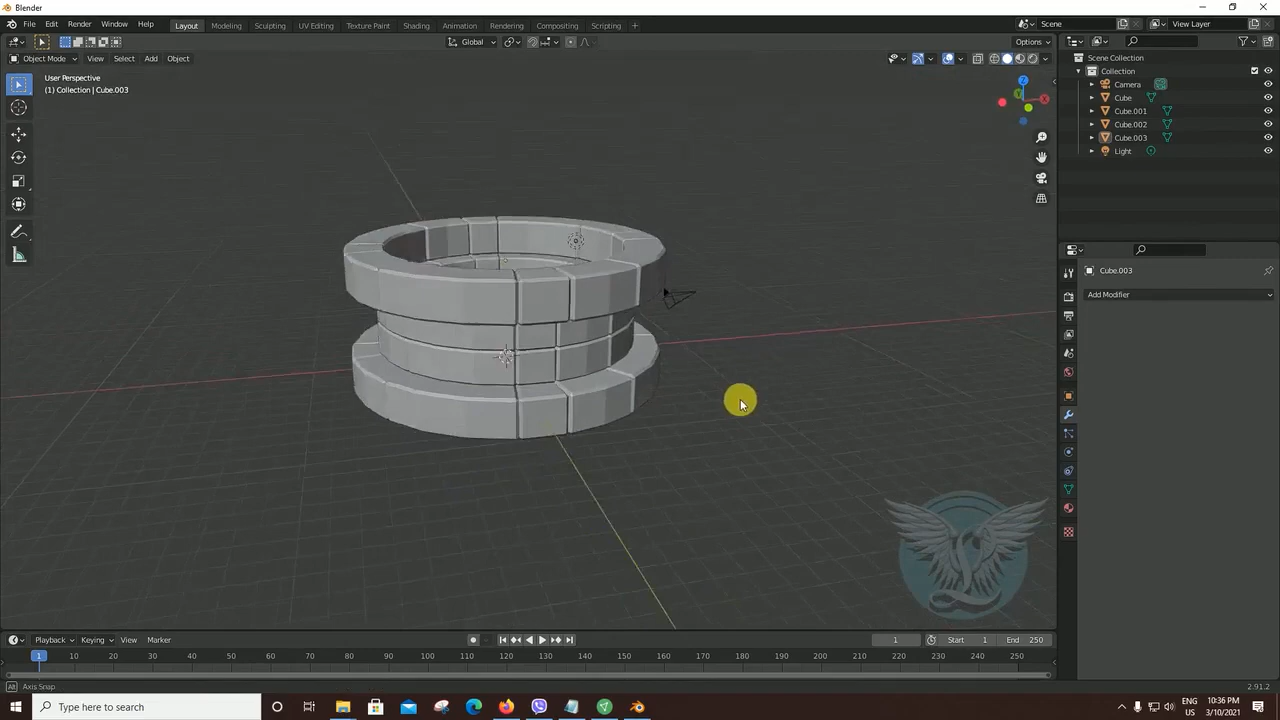 Blender
File Edit Render Window Help
Layout Modeling Sculpting UV Editing Texture Paint Shading Animation Rendering Compositing Scripting +
Scene
View Layer
Global
Options
Object Mode View Select Add Object
User Perspective
(1) Collection | Cube.003
Z
X
Y
Scene Collection
Collection
Camera
Cube
Cube.001
Cube.002
Cube.003
Light
Cube.003
Add Modifier
Playback Keying View Marker
1
Start 1
End 250
1 10 20 30 40 50 60 70 80 90 100 110 120 130 140 150 160 170 180 190 200 210 220 230 240 250
Alt Axis Snap
2.91.2
Type here to search
ENG
US
10:36 PM
3/10/2021